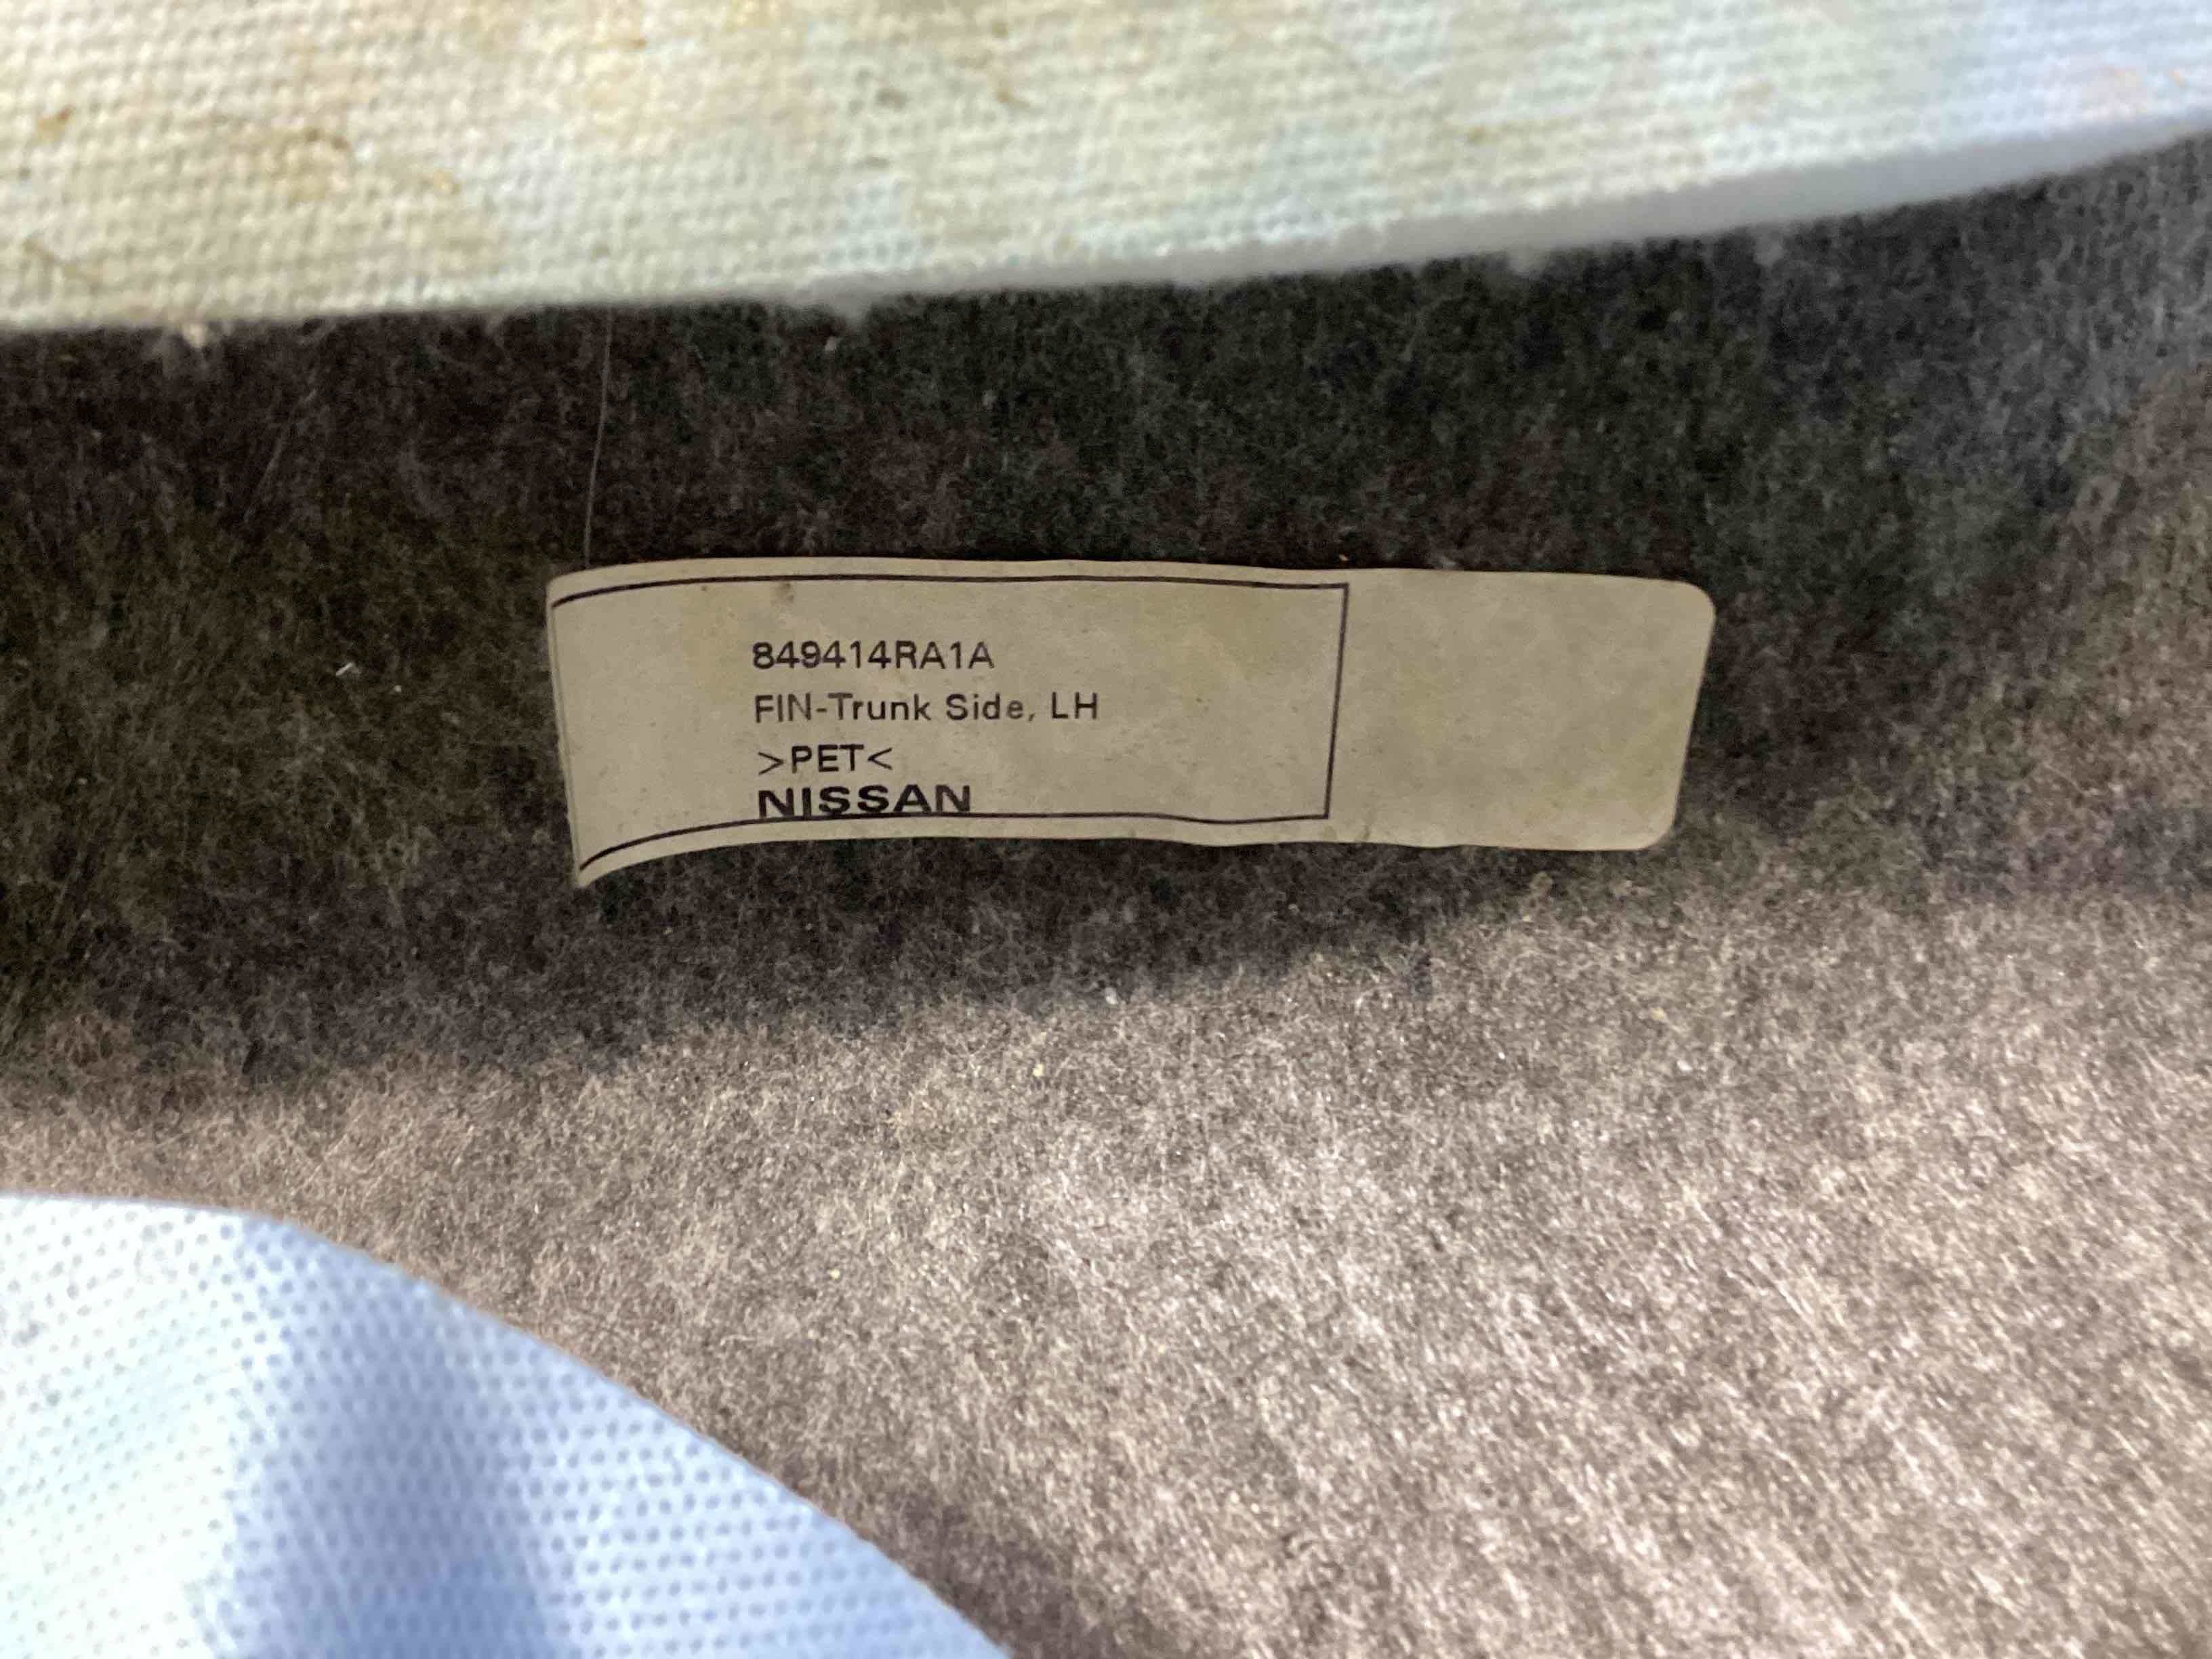 849414RA1A
FIN-Trunk Side, LH
>PET<
NISSAN